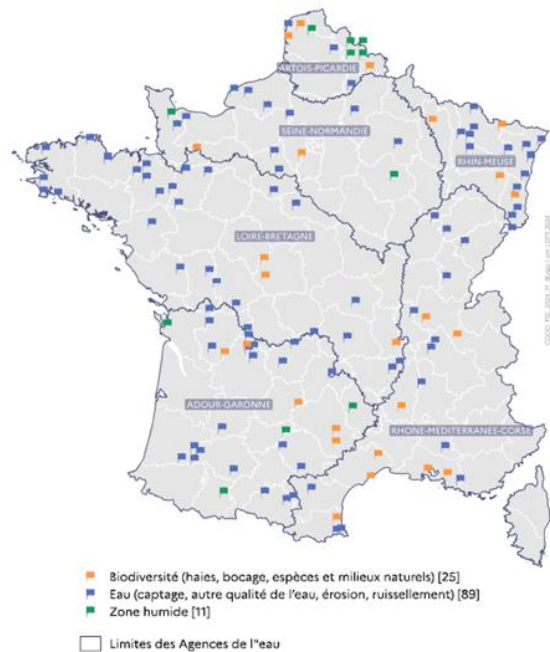 ARTOIS-PICARDIE
SEINE-NORMANDIE
RHIN-MEUSE
LOIRE-BRETAGNE
ADOUR-GARONNE
RHONE-MEDITERRANEE-CORSE
Biodiversité (haies, bocage, espèces et milieux naturels) [25]
Eau (captage, autre qualité de l'eau, érosion, ruissellement) [89]
Zone humide [11]
Limites des Agences de l"eau